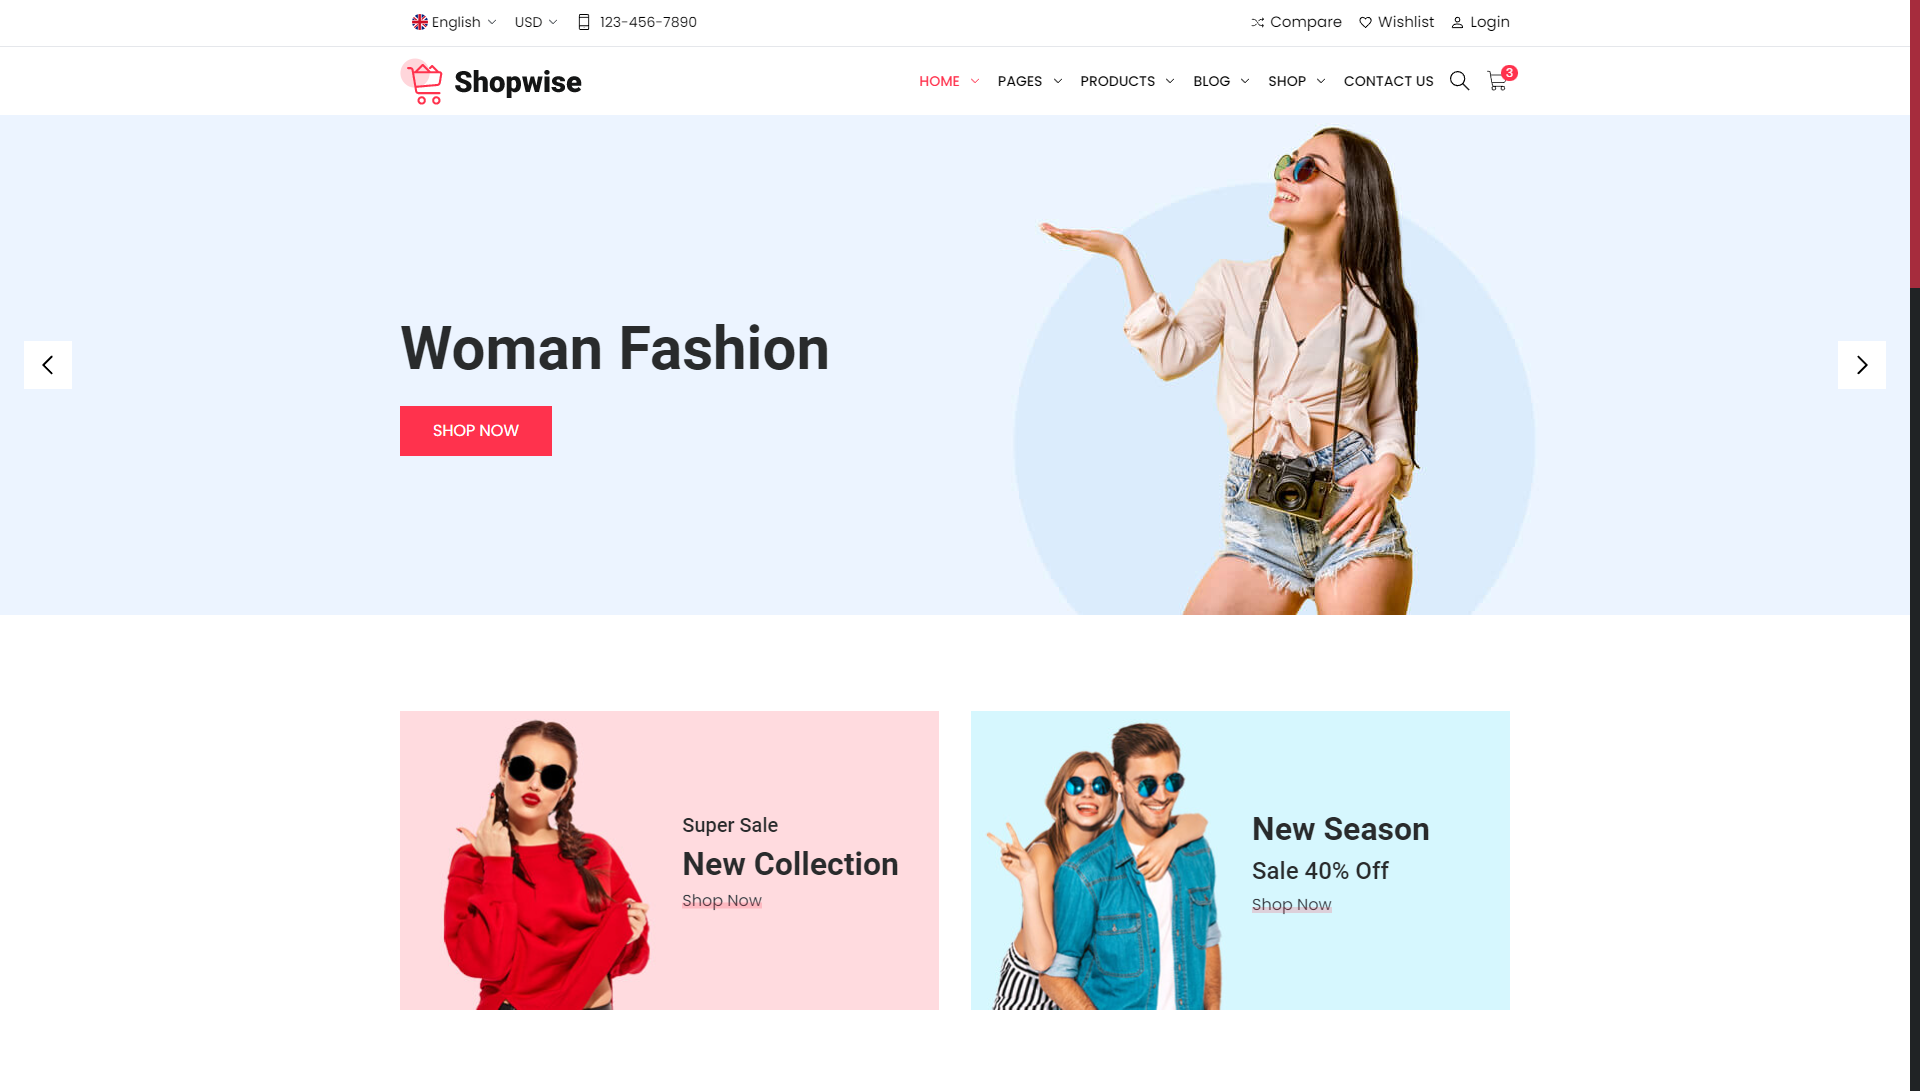 English USD 123-456-7890 Compare Wishlist Login
Shopwise HOME PAGES PRODUCTS BLOG SHOP CONTACT US 3
Woman Fashion
SHOP NOW
Super Sale
New Collection
Shop Now
New Season
Sale 40% Off
Shop Now